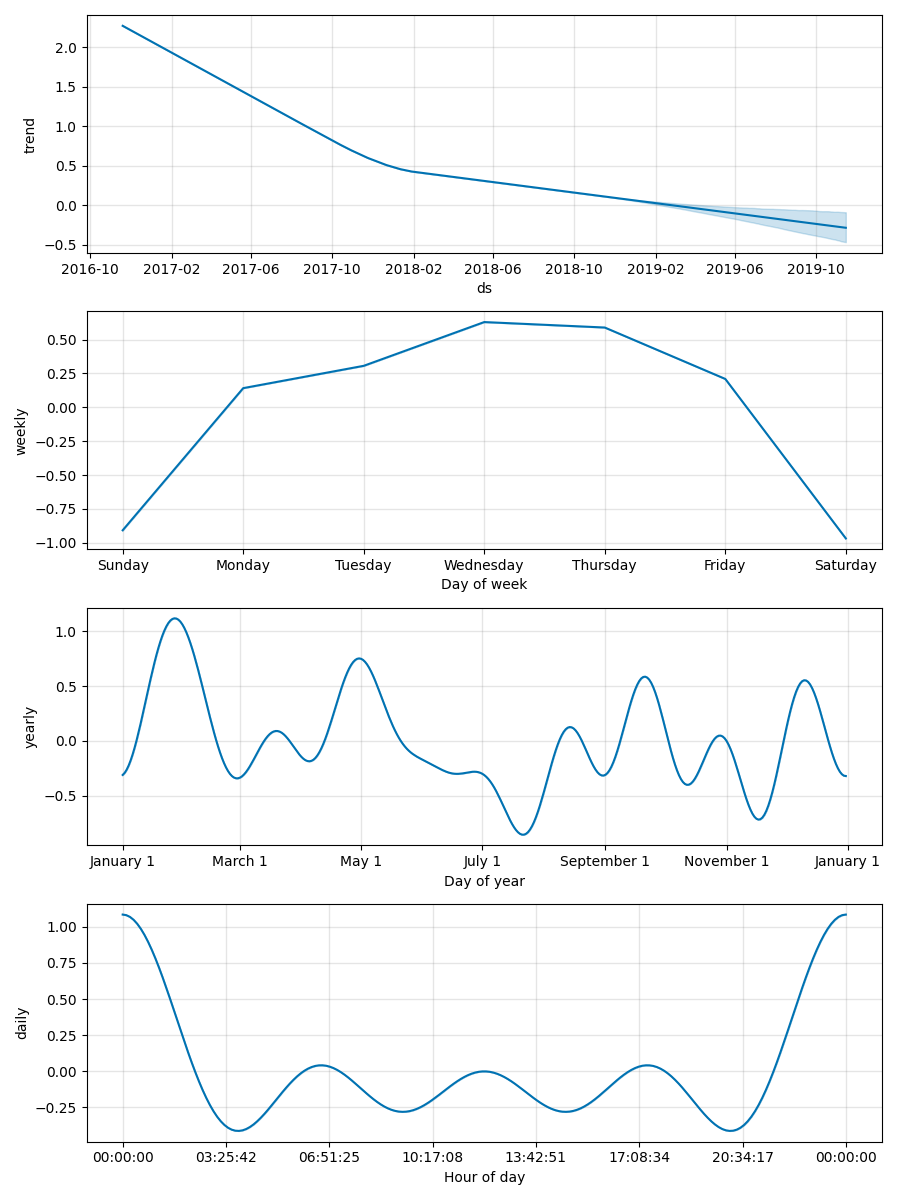 trend
2.0
1.5
1.0
0.5
0.0
−0.5
2016-10 2017-02 2017-06 2017-10 2018-02 2018-06 2018-10 2019-02 2019-06 2019-10
ds
weekly
0.50
0.25
0.00
−0.25
−0.50
−0.75
−1.00
Sunday Monday Tuesday Wednesday Thursday Friday Saturday
Day of week
yearly
1.0
0.5
0.0
−0.5
January 1 March 1 May 1 July 1 September 1 November 1 January 1
Day of year
daily
1.00
0.75
0.50
0.25
0.00
−0.25
00:00:00 03:25:42 06:51:25 10:17:08 13:42:51 17:08:34 20:34:17 00:00:00
Hour of day